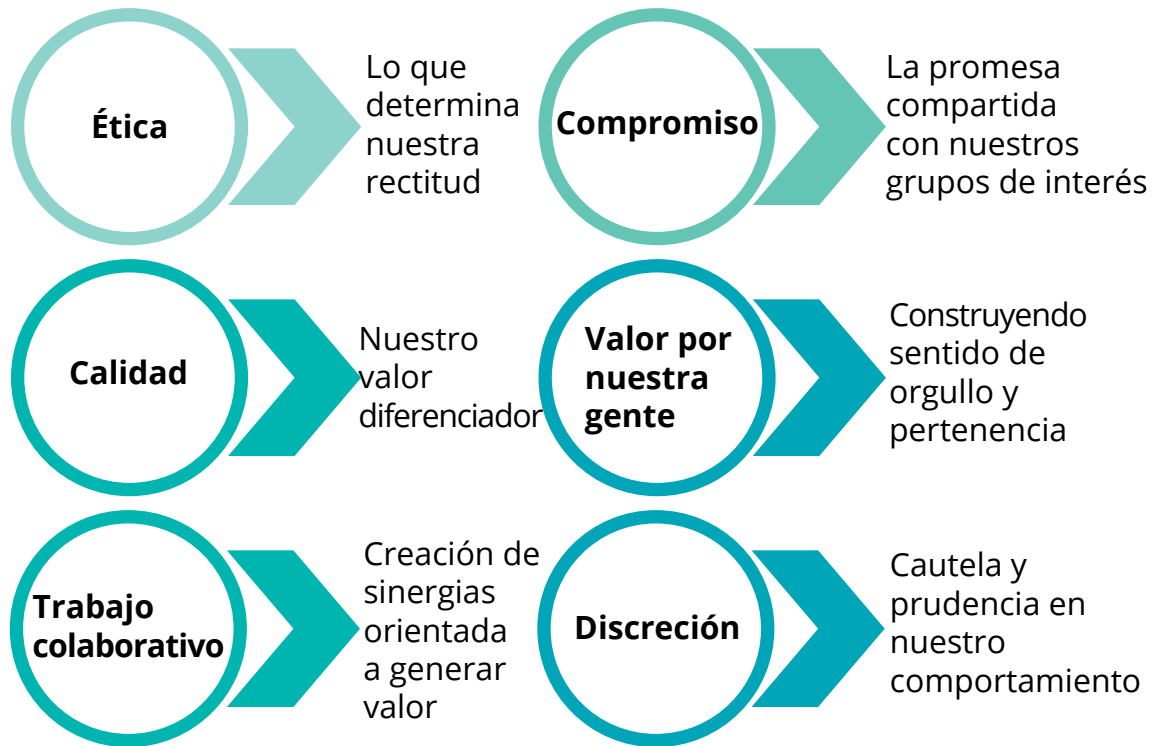 Ética
Lo que
determina
nuestra
rectitud
Compromiso
La promesa
compartida
con nuestros
grupos de interés
Calidad
Nuestro
valor
diferenciador
Valor por
nuestra
gente
Construyendo
sentido de
orgullo y
pertenencia
Trabajo
colaborativo
Creación de
sinergias
orientada
a generar
valor
Discreción
Cautela y
prudencia en
nuestro
comportamiento